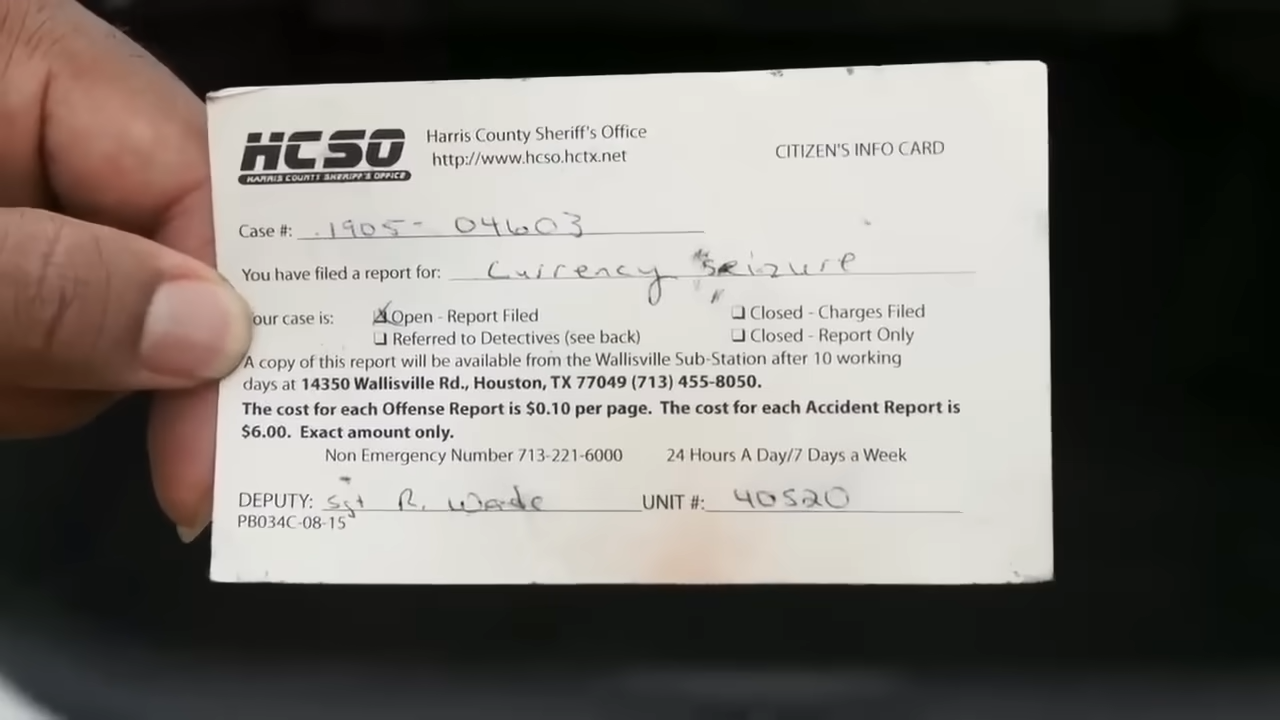 HCSO
HARRIS COUNTY SHERIFF'S OFFICE
Harris County Sheriff's Office
http://www.hcso.hctx.net
CITIZEN'S INFO CARD
Case #: 1905-04603
You have filed a report for: Currency Seizure
our case is: Open - Report Filed
Closed - Charges Filed
Referred to Detectives (see back)
Closed - Report Only
A copy of this report will be available from the Wallisville Sub-Station after 10 working
days at 14350 Wallisville Rd., Houston, TX 77049 (713) 455-8050.
The cost for each Offense Report is $0.10 per page. The cost for each Accident Report is
$6.00. Exact amount only.
Non Emergency Number 713-221-6000 24 Hours A Day/7 Days a Week
DEPUTY: Sgt R. Wade UNIT #: 40520
PB034C-08-15